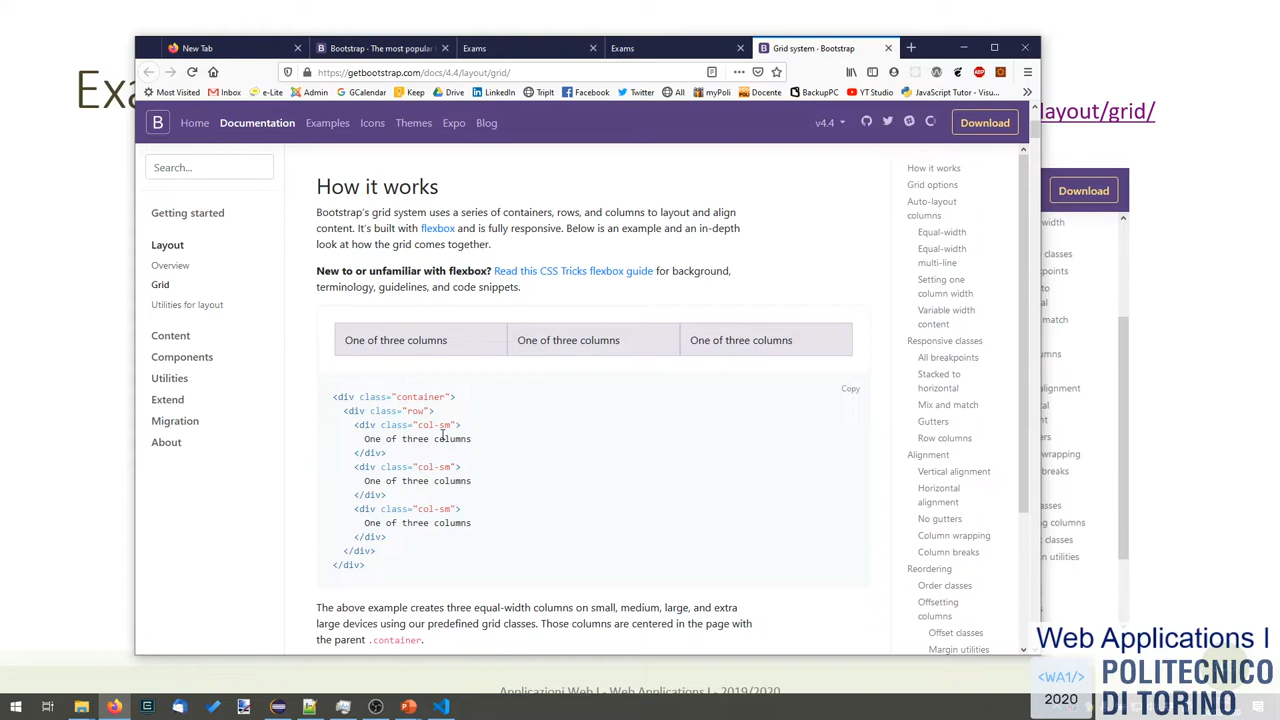 Exa
layout/grid/
New Tab
Bootstrap · The most popular
Exams
Exams
Grid system · Bootstrap
https://getbootstrap.com/docs/4.4/layout/grid/
Most Visited
Inbox
e-Lite
Admin
GCalendar
Keep
Drive
LinkedIn
TripIt
Facebook
Twitter
All
myPoli
Docente
BackupPC
YT Studio
JavaScript Tutor - Visu...
B
Home
Documentation
Examples
Icons
Themes
Expo
Blog
v4.4
Download
Download
Search...
Getting started
Layout
Overview
Grid
Utilities for layout
Content
Components
Utilities
Extend
Migration
About
How it works
Bootstrap's grid system uses a series of containers, rows, and columns to layout and align
content. It's built with flexbox and is fully responsive. Below is an example and an in-depth
look at how the grid comes together.
New to or unfamiliar with flexbox? Read this CSS Tricks flexbox guide for background,
terminology, guidelines, and code snippets.
One of three columns
One of three columns
One of three columns
Copy
<div class="container">
<div class="row">
<div class="col-sm">
One of three columns
</div>
<div class="col-sm">
One of three columns
</div>
<div class="col-sm">
One of three columns
</div>
</div>
</div>
The above example creates three equal-width columns on small, medium, large, and extra
large devices using our predefined grid classes. Those columns are centered in the page with
the parent .container.
How it works
Grid options
Auto-layout
columns
Equal-width
Equal-width
multi-line
Setting one
column width
Variable width
content
Responsive classes
All breakpoints
Stacked to
horizontal
Mix and match
Gutters
Row columns
Alignment
Vertical alignment
Horizontal
alignment
No gutters
Column wrapping
Column breaks
Reordering
Order classes
Offsetting
columns
Offset classes
Margin utilities
Applicazioni Web I - Web Applications I - 2019/2020
Web Applications I
<WA1/>
2020
POLITECNICO
DI TORINO